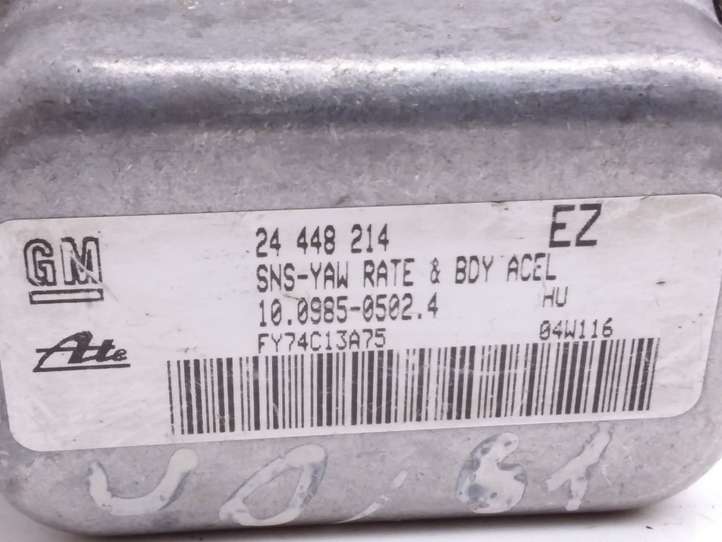 GM
24 448 214 EZ
SNS-YAW RATE & BDY ACEL
10.0985-0502.4 HU
Ate
FY74C13A75 04W116